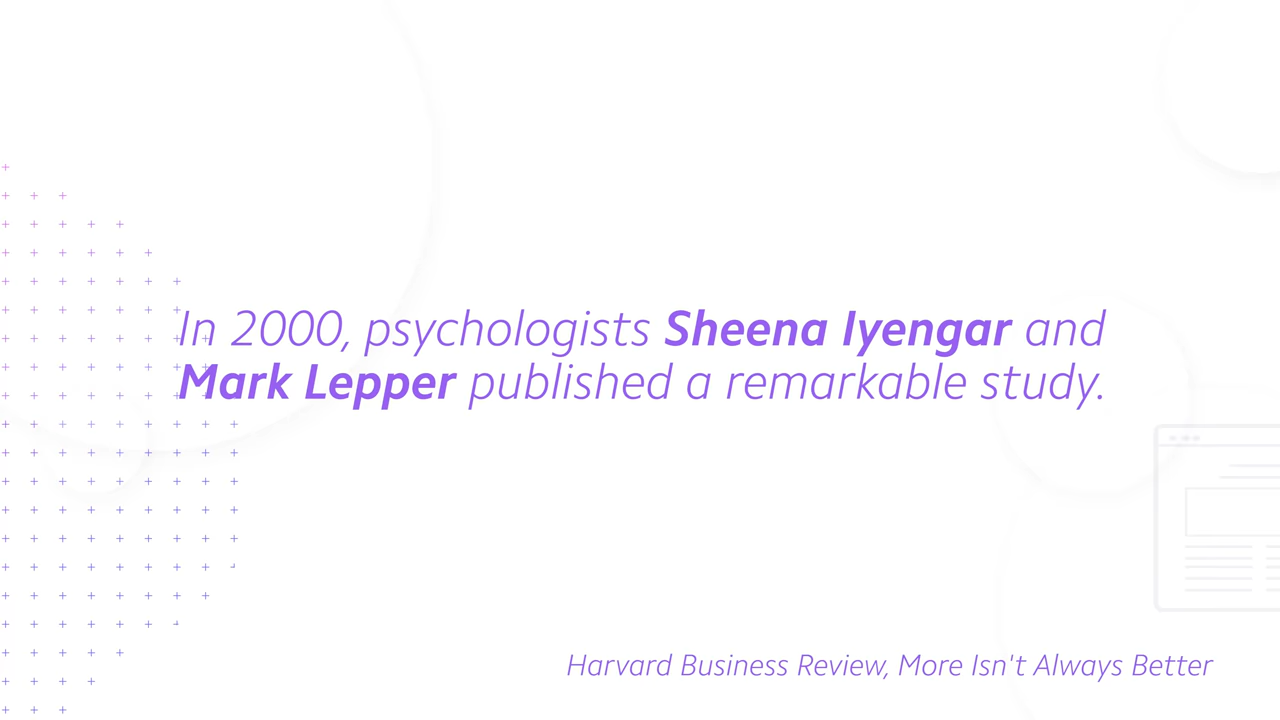 In 2000, psychologists Sheena Iyengar and
Mark Lepper published a remarkable study.
Harvard Business Review, More Isn't Always Better